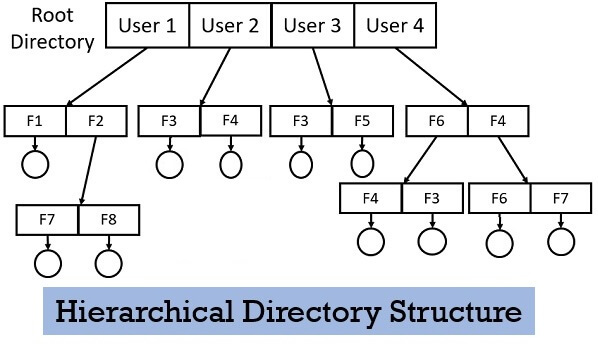 Root
Directory
User 1 User 2 User 3 User 4
F1 F2 F3 F4 F3 F5 F6 F4
F4 F3 F6 F7
F7 F8
Hierarchical Directory Structure